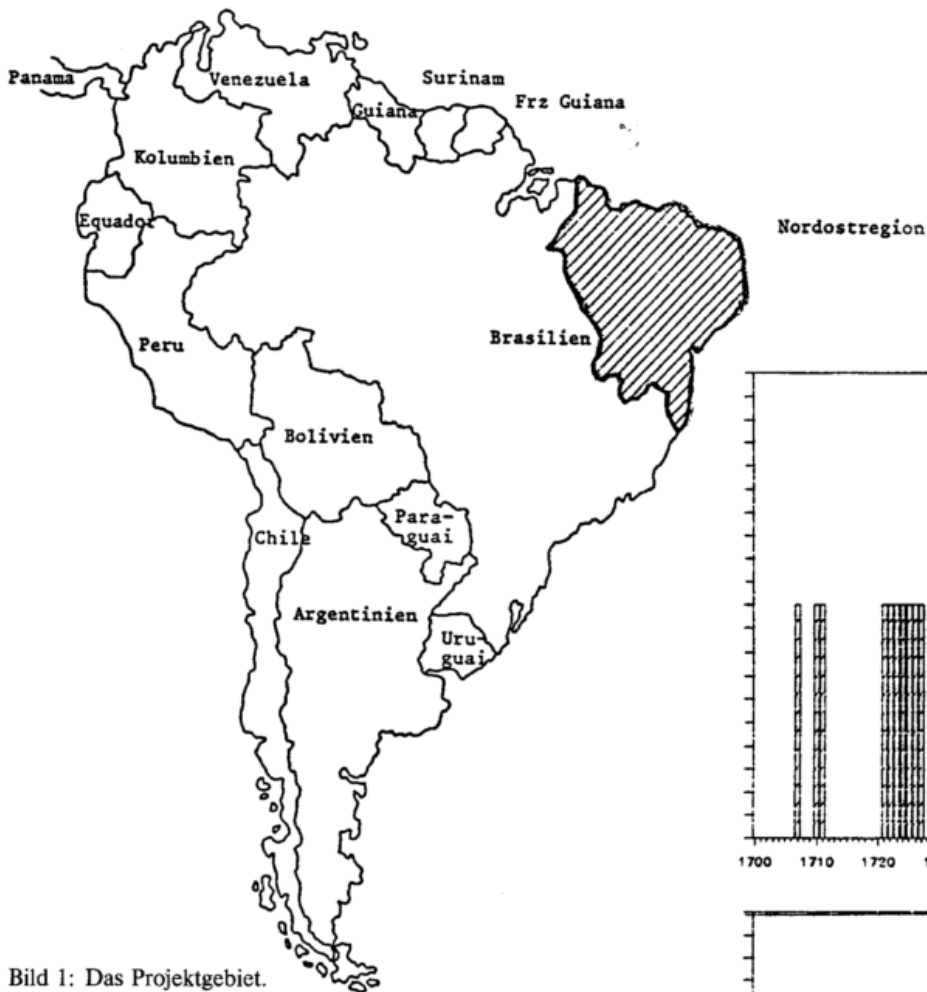 Panama
Venezuela
Surinam
Guiana
Frz Guiana
Kolumbien
Equador
Nordostregion
Peru
Brasilien
Bolívien
Para-
guai
Chile
Argentinien
Uru-
guai
1700 1710 1720
Bild 1: Das Projektgebiet.